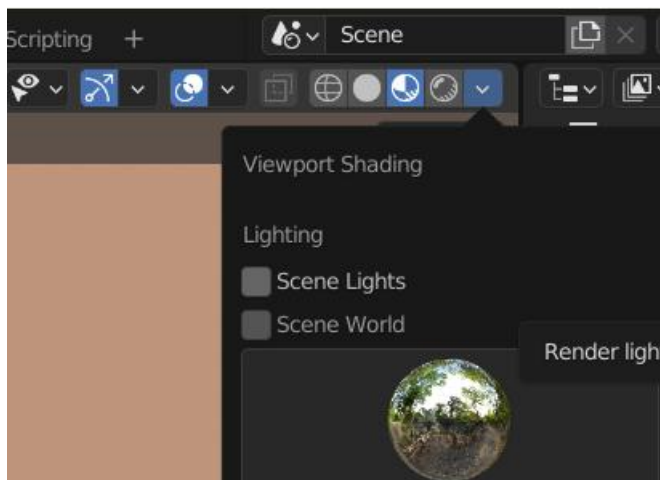 Scripting +
Scene
Viewport Shading
Lighting
Scene Lights
Scene World
Render ligh